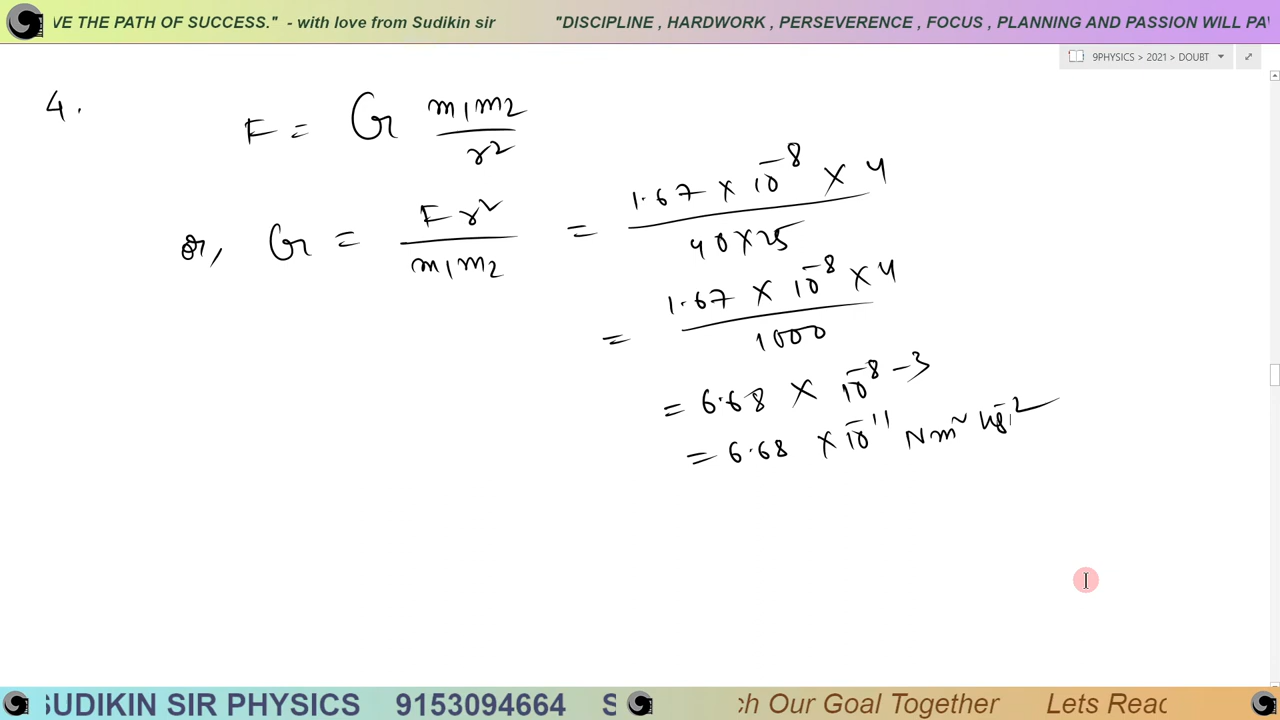 VE THE PATH OF SUCCESS." - with love from Sudikin sir "DISCIPLINE , HARDWORK , PERSEVERENCE , FOCUS , PLANNING AND PASSION WILL PAY
9PHYSICS > 2021 > DOUBT
4. F = G m1m2 / r²
or, G = F r² / m1m2 = 1.67 × 10⁻⁸ × 4 / 40 × 25
= 1.67 × 10⁻⁸ × 4 / 1000
= 6.68 × 10⁻⁸⁻³
= 6.68 × 10⁻¹¹ Nm² kg⁻²
SUDIKIN SIR PHYSICS 9153094664 S ch Our Goal Together Lets Reac